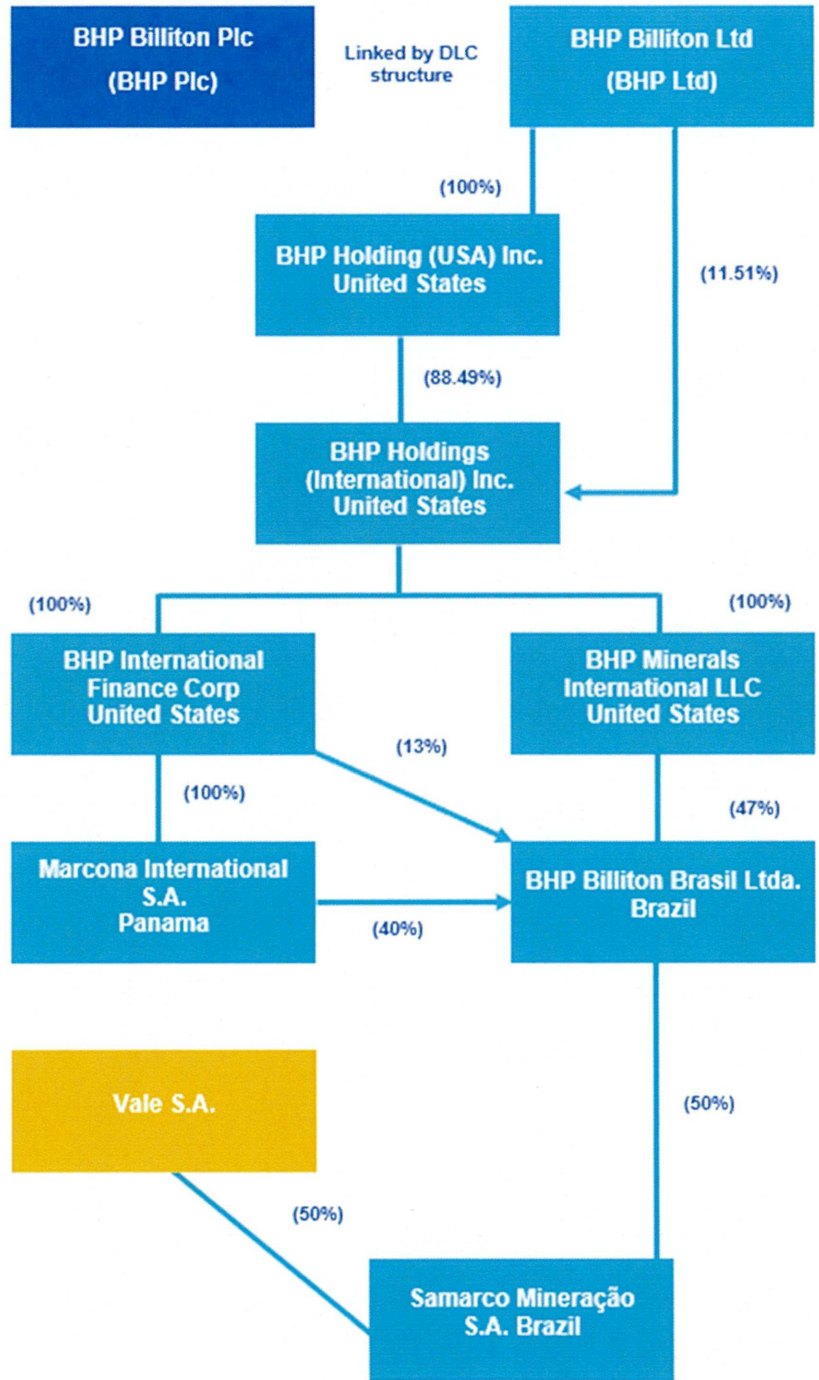 BHP Billiton Plc
(BHP Plc)
Linked by DLC
structure
BHP Billiton Ltd
(BHP Ltd)
(100%)
BHP Holding (USA) Inc.
United States
(11.51%)
(88.49%)
BHP Holdings
(International) Inc.
United States
(100%)
(100%)
BHP International
Finance Corp
United States
BHP Minerals
International LLC
United States
(13%)
(100%)
(47%)
Marcona International
S.A.
Panama
BHP Billiton Brasil Ltda.
Brazil
(40%)
Vale S.A.
(50%)
(50%)
Samarco Mineração
S.A. Brazil